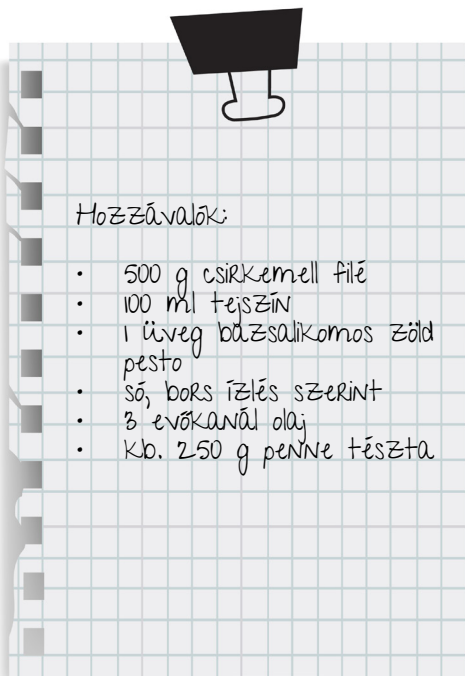 Hozzávalók:
• 500 g csirkemell filé
• 100 ml tejszín
• 1 üveg bazsalikomos zöld
pesto
• só, bors ízlés szerint
• 3 evőkanál olaj
• kb. 250 g penne tészta